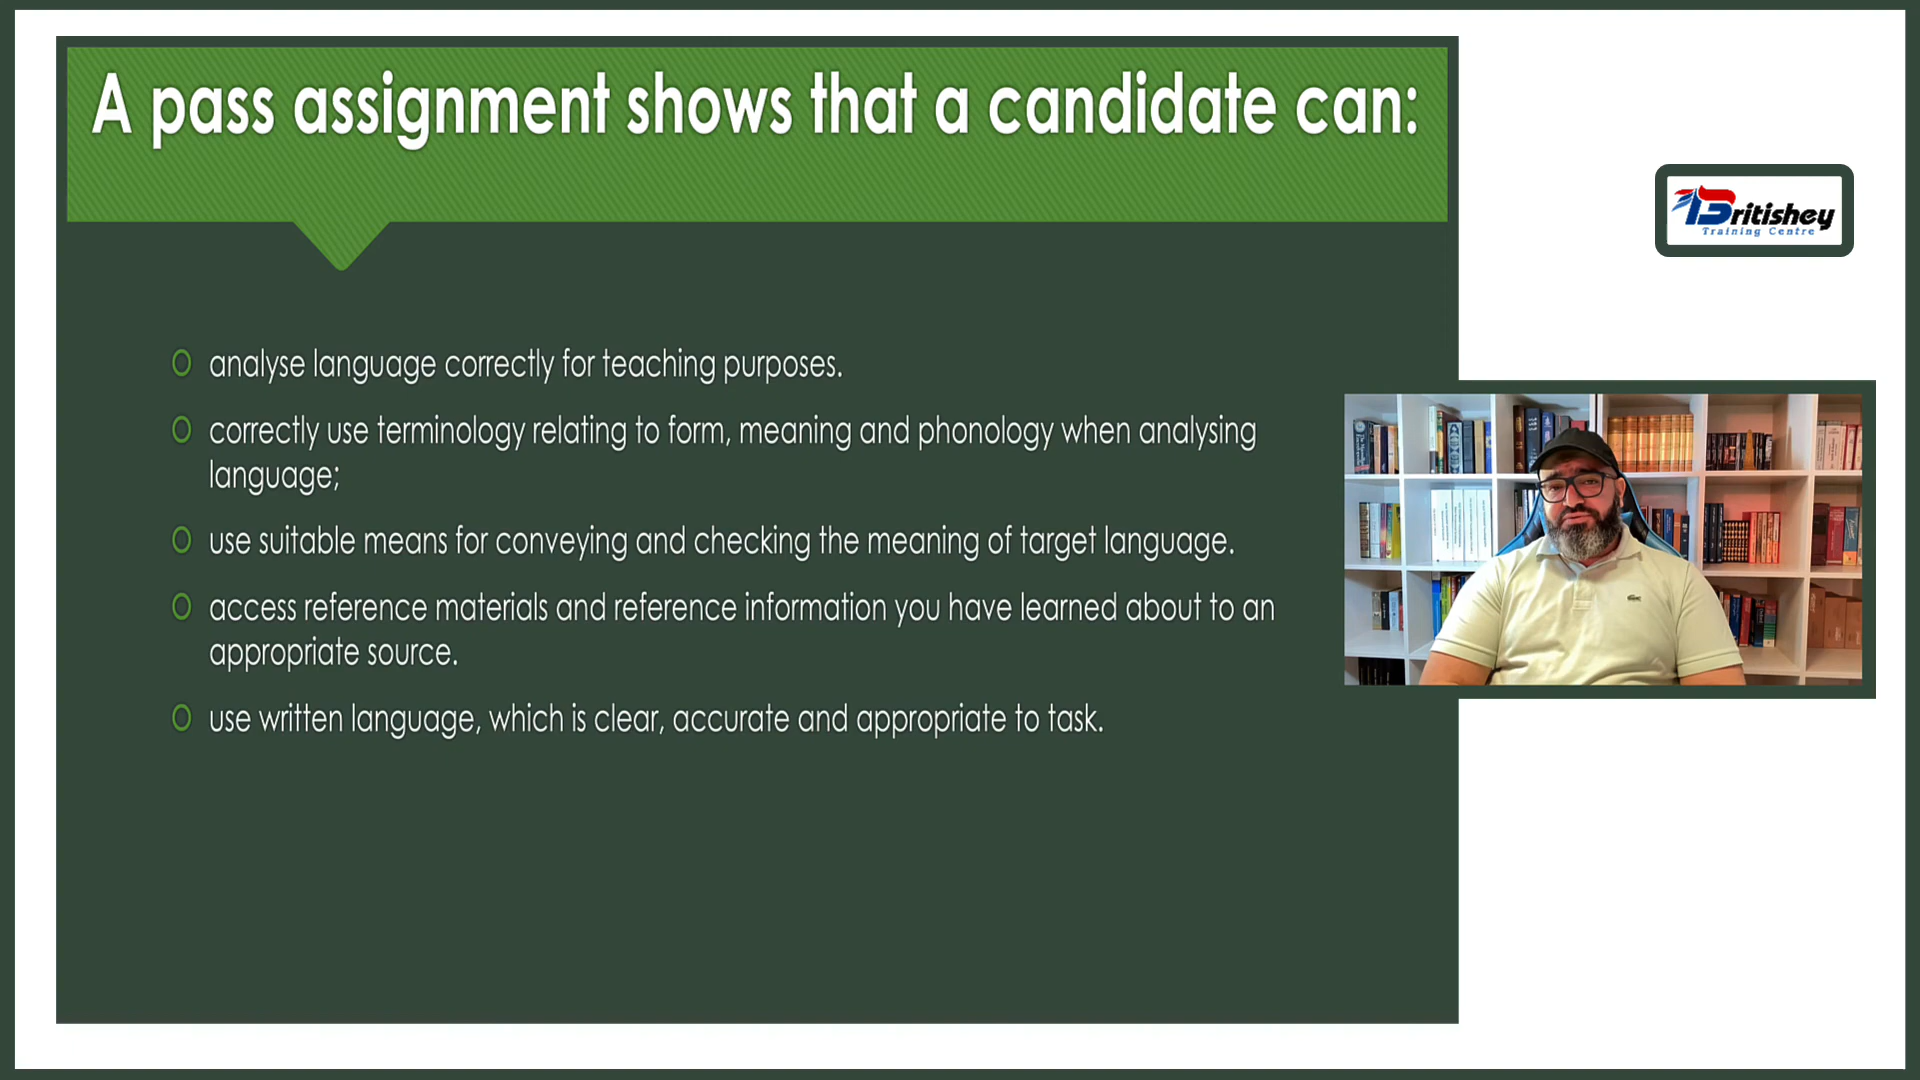 A pass assignment shows that a candidate can:
analyse language correctly for teaching purposes.
correctly use terminology relating to form, meaning and phonology when analysing
language;
use suitable means for conveying and checking the meaning of target language.
access reference materials and reference information you have learned about to an
appropriate source.
use written language, which is clear, accurate and appropriate to task.
Britishey
Training Centre